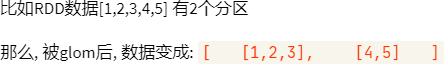 比如RDD数据[1,2,3,4,5] 有2个分区
那么, 被glom后, 数据变成: [ [1,2,3], [4,5] ]